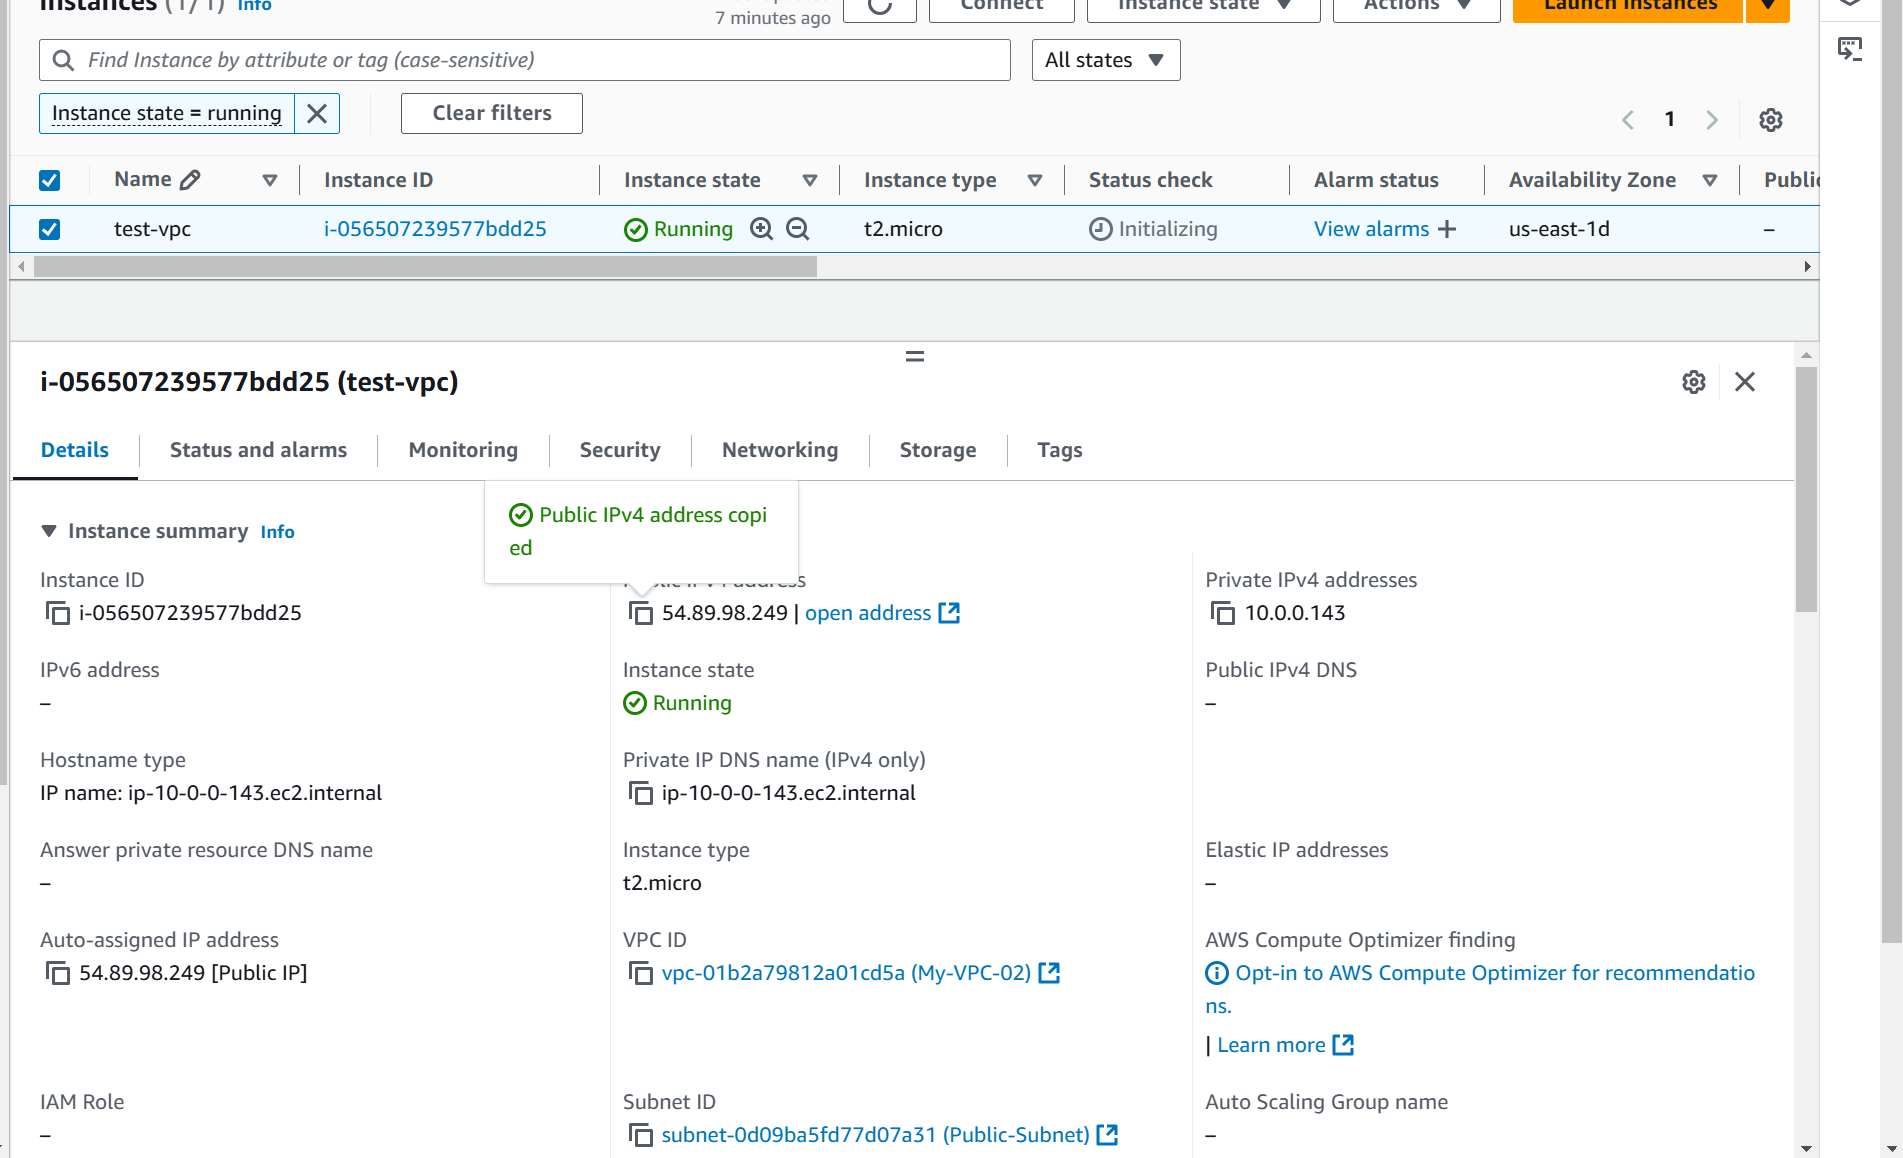 Instances (1/1) Info
7 minutes ago
Connect
Instance state
Actions
Launch instances
Find Instance by attribute or tag (case-sensitive)
All states
Instance state = running
Clear filters
1
Name
Instance ID
Instance state
Instance type
Status check
Alarm status
Availability Zone
Public
test-vpc
i-056507239577bdd25
Running
t2.micro
Initializing
View alarms +
us-east-1d
–
i-056507239577bdd25 (test-vpc)
Details
Status and alarms
Monitoring
Security
Networking
Storage
Tags
Public IPv4 address copi
ed
Instance summary Info
Instance ID
i-056507239577bdd25
Public IPv4 address
54.89.98.249 | open address
Private IPv4 addresses
10.0.0.143
IPv6 address
–
Instance state
Running
Public IPv4 DNS
–
Hostname type
IP name: ip-10-0-0-143.ec2.internal
Private IP DNS name (IPv4 only)
ip-10-0-0-143.ec2.internal
Answer private resource DNS name
–
Instance type
t2.micro
Elastic IP addresses
–
Auto-assigned IP address
54.89.98.249 [Public IP]
VPC ID
vpc-01b2a79812a01cd5a (My-VPC-02)
AWS Compute Optimizer finding
Opt-in to AWS Compute Optimizer for recommendatio
ns.
| Learn more
IAM Role
–
Subnet ID
subnet-0d09ba5fd77d07a31 (Public-Subnet)
Auto Scaling Group name
–